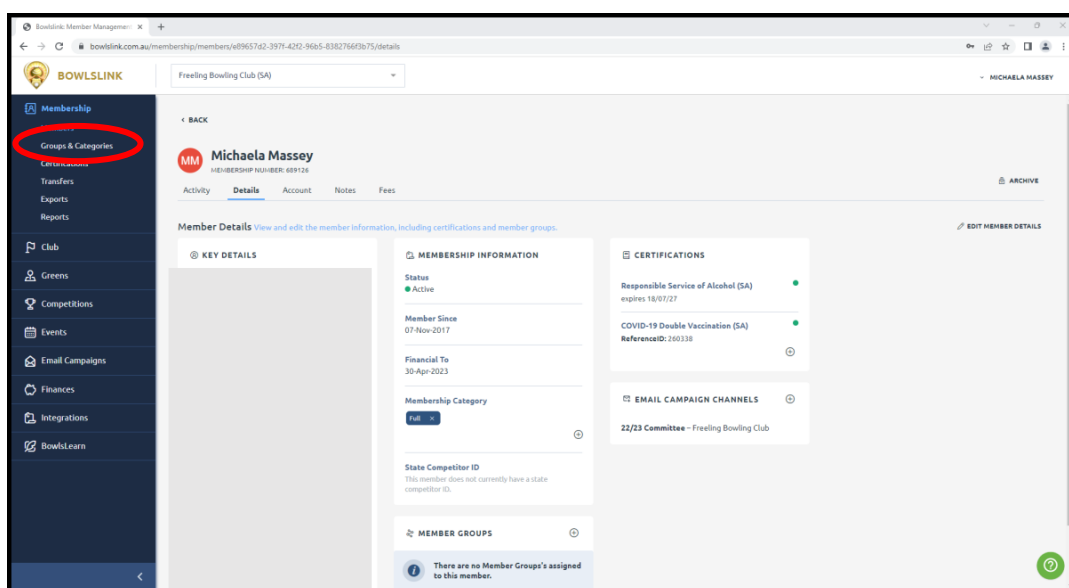 Bowlslink: Member Management
bowlslink.com.au/membership/members/e89657d2-397f-42f2-96b5-8382766f3b75/details
BOWLSLINK
Freeling Bowling Club (SA)
MICHAELA MASSEY
Membership
Groups & Categories
Certifications
Transfers
Exports
Reports
Club
Greens
Competitions
Events
Email Campaigns
Finances
Integrations
BowlsLearn
< BACK
MM
Michaela Massey
MEMBERSHIP NUMBER: 689126
ARCHIVE
Activity Details Account Notes Fees
Member Details View and edit the member information, including certifications and member groups.
EDIT MEMBER DETAILS
KEY DETAILS
MEMBERSHIP INFORMATION
Status
Active
Member Since
07-Nov-2017
Financial To
30-Apr-2023
Membership Category
Full ×
State Competitor ID
This member does not currently have a state
competitor ID.
MEMBER GROUPS
There are no Member Groups's assigned
to this member.
CERTIFICATIONS
Responsible Service of Alcohol (SA)
expires 18/07/27
COVID-19 Double Vaccination (SA)
ReferenceID: 260338
EMAIL CAMPAIGN CHANNELS
22/23 Committee – Freeling Bowling Club